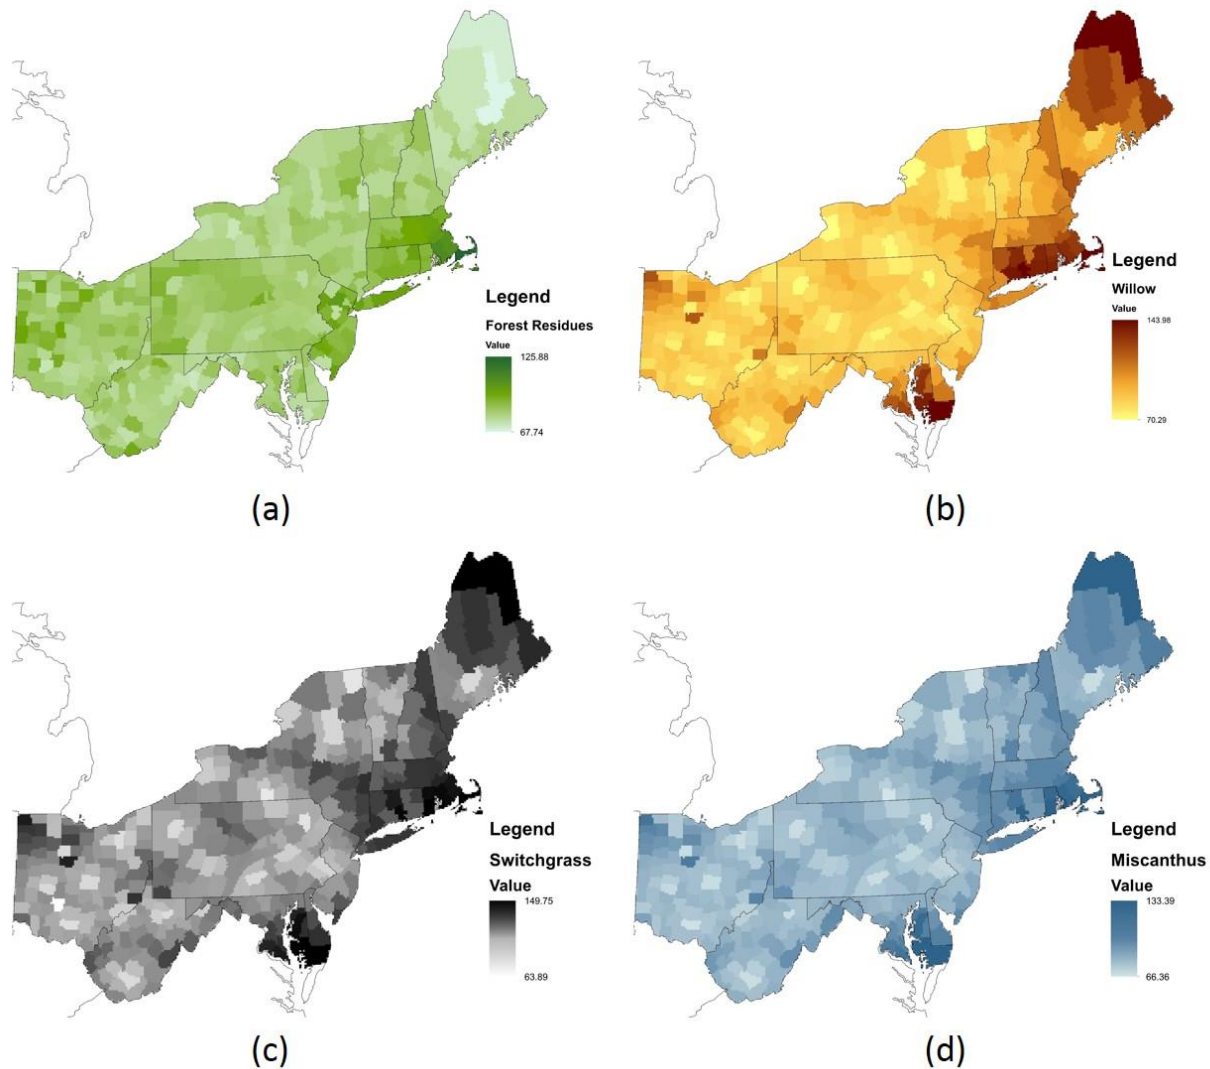 Legend
Forest Residues
Value
125.88
67.74
(a)
Legend
Willow
Value
143.98
70.29
(b)
Legend
Switchgrass
Value
149.75
63.89
(c)
Legend
Miscanthus
Value
133.39
66.36
(d)